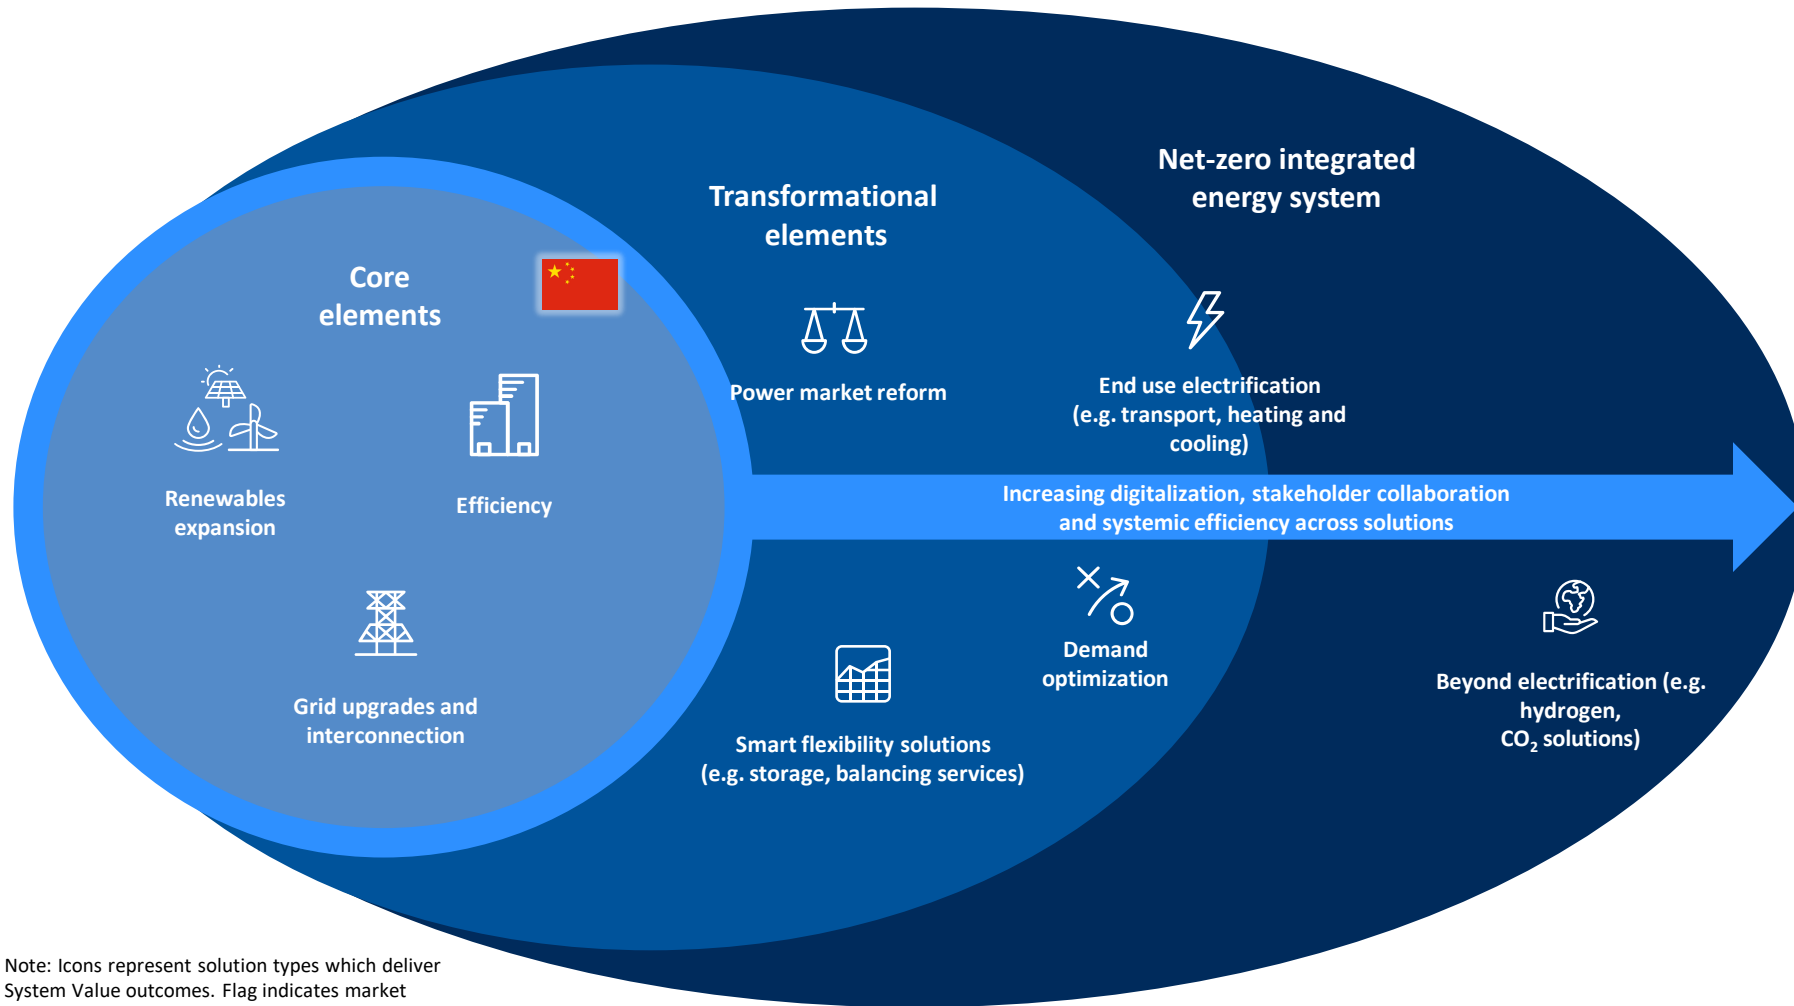 Net-zero integrated
energy system
Transformational
elements
Core
elements
Power market reform
End use electrification
(e.g. transport, heating and
cooling)
Renewables
expansion
Efficiency
Increasing digitalization, stakeholder collaboration
and systemic efficiency across solutions
Grid upgrades and
interconnection
Demand
optimization
Smart flexibility solutions
(e.g. storage, balancing services)
Beyond electrification (e.g.
hydrogen,
CO₂ solutions)
Note: Icons represent solution types which deliver
System Value outcomes. Flag indicates market